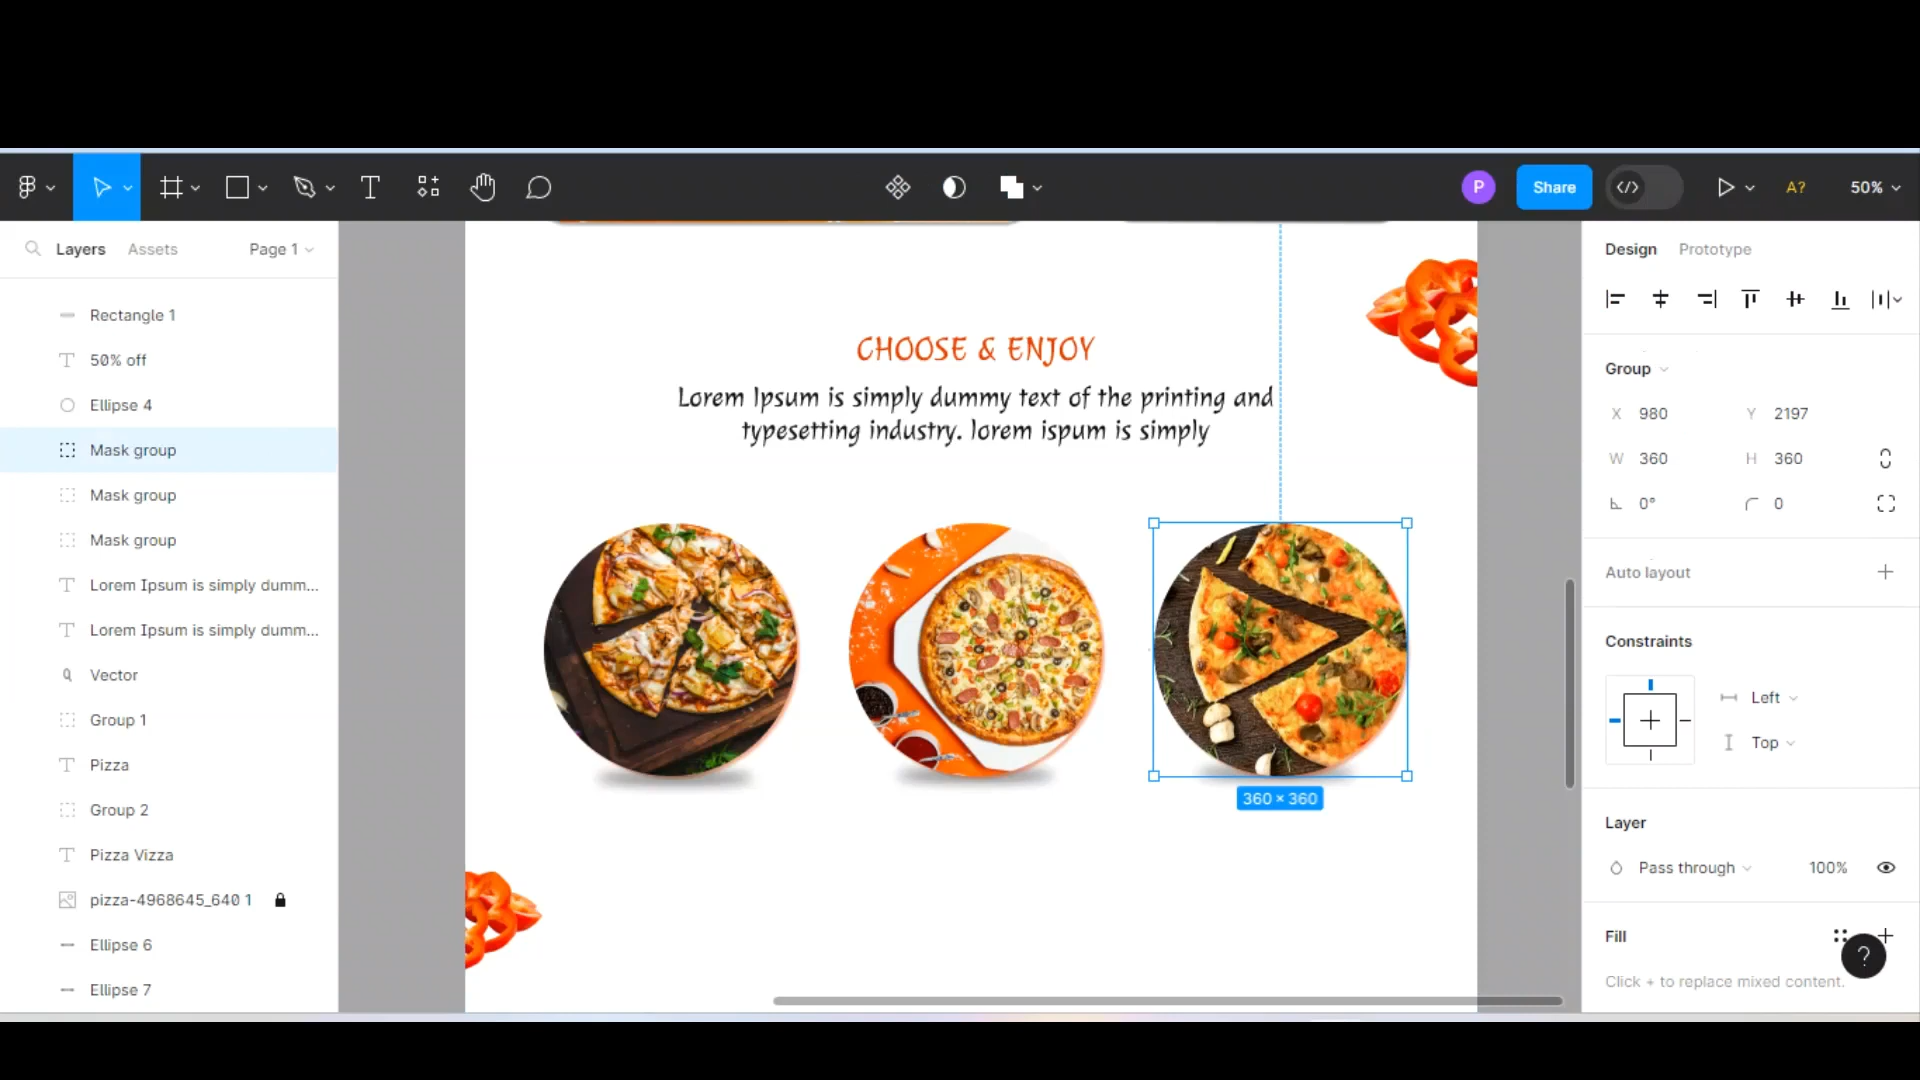 P
Share
A?
50%
Layers
Assets
Page 1
Design
Prototype
Rectangle 1
50% off
Ellipse 4
Mask group
Mask group
Mask group
Lorem Ipsum is simply dumm...
Lorem Ipsum is simply dumm...
Vector
Group 1
Pizza
Group 2
Pizza Vizza
pizza-4968645_640 1
Ellipse 6
Ellipse 7
CHOOSE & ENJOY
Lorem Ipsum is simply dummy text of the printing and
typesetting industry. lorem ispum is simply
360 × 360
Group
X 980 Y 2197
W 360 H 360
0° 0
Auto layout
Constraints
Left
Top
Layer
Pass through 100%
Fill
?
Click + to replace mixed content.